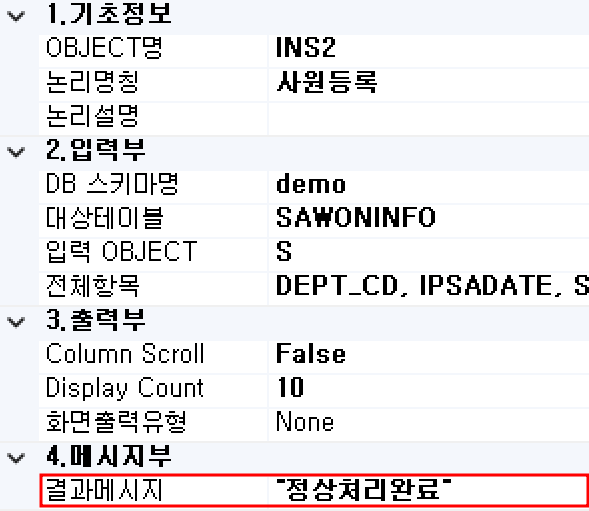 1.기초정보
OBJECT명 INS2
논리명칭 사원등록
논리설명
2.입력부
DB 스키마명 demo
대상테이블 SAWONINFO
입력 OBJECT S
전체항목 DEPT_CD, IPSADATE, S
3.출력부
Column Scroll False
Display Count 10
화면출력유형 None
4.메시지부
결과메시지 "정상처리완료"